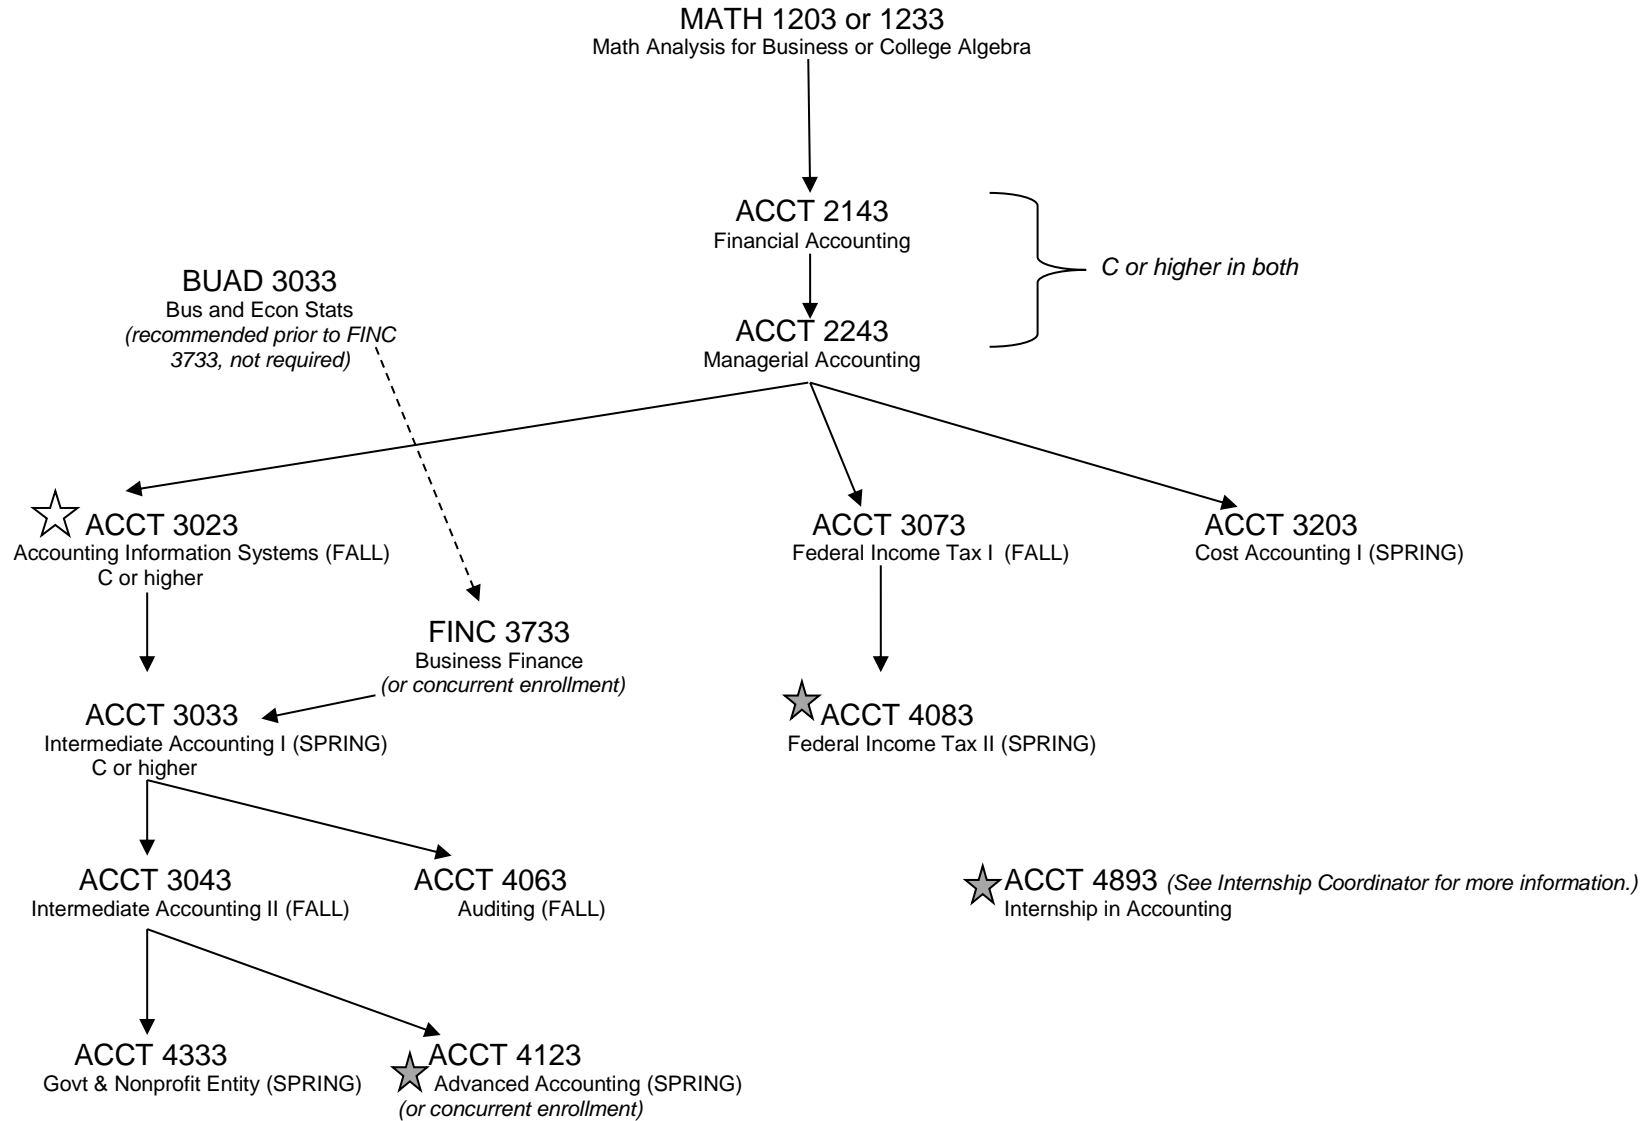 MATH 1203 or 1233
Math Analysis for Business or College Algebra
ACCT 2143
Financial Accounting
C or higher in both
BUAD 3033
Bus and Econ Stats
(recommended prior to FINC
3733, not required)
ACCT 2243
Managerial Accounting
ACCT 3023
Accounting Information Systems (FALL)
C or higher
ACCT 3073
Federal Income Tax I (FALL)
ACCT 3203
Cost Accounting I (SPRING)
FINC 3733
Business Finance
(or concurrent enrollment)
ACCT 3033
Intermediate Accounting I (SPRING)
C or higher
ACCT 4083
Federal Income Tax II (SPRING)
ACCT 3043
Intermediate Accounting II (FALL)
ACCT 4063
Auditing (FALL)
ACCT 4893 (See Internship Coordinator for more information.)
Internship in Accounting
ACCT 4333
Govt & Nonprofit Entity (SPRING)
ACCT 4123
Advanced Accounting (SPRING)
(or concurrent enrollment)